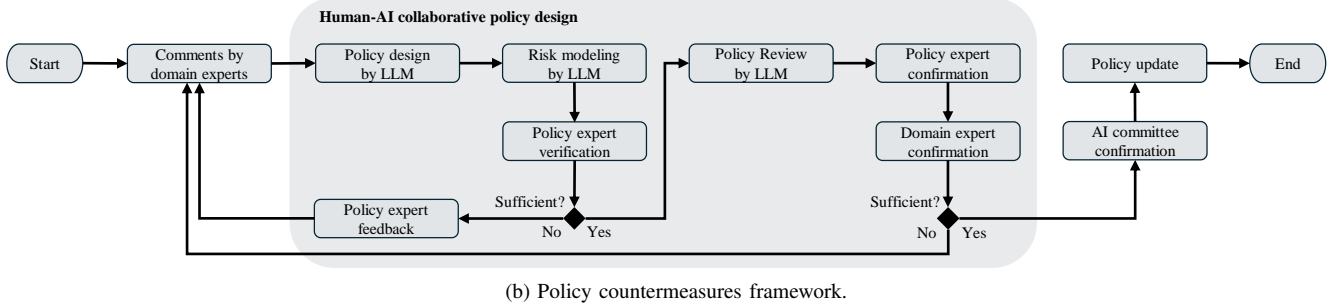 Human-AI collaborative policy design
Start
Comments by
domain experts
Policy design
by LLM
Risk modeling
by LLM
Policy Review
by LLM
Policy expert
confirmation
Policy update
End
Policy expert
verification
Domain expert
confirmation
AI committee
confirmation
Policy expert
feedback
Sufficient?
No
Yes
Sufficient?
No
Yes
(b) Policy countermeasures framework.